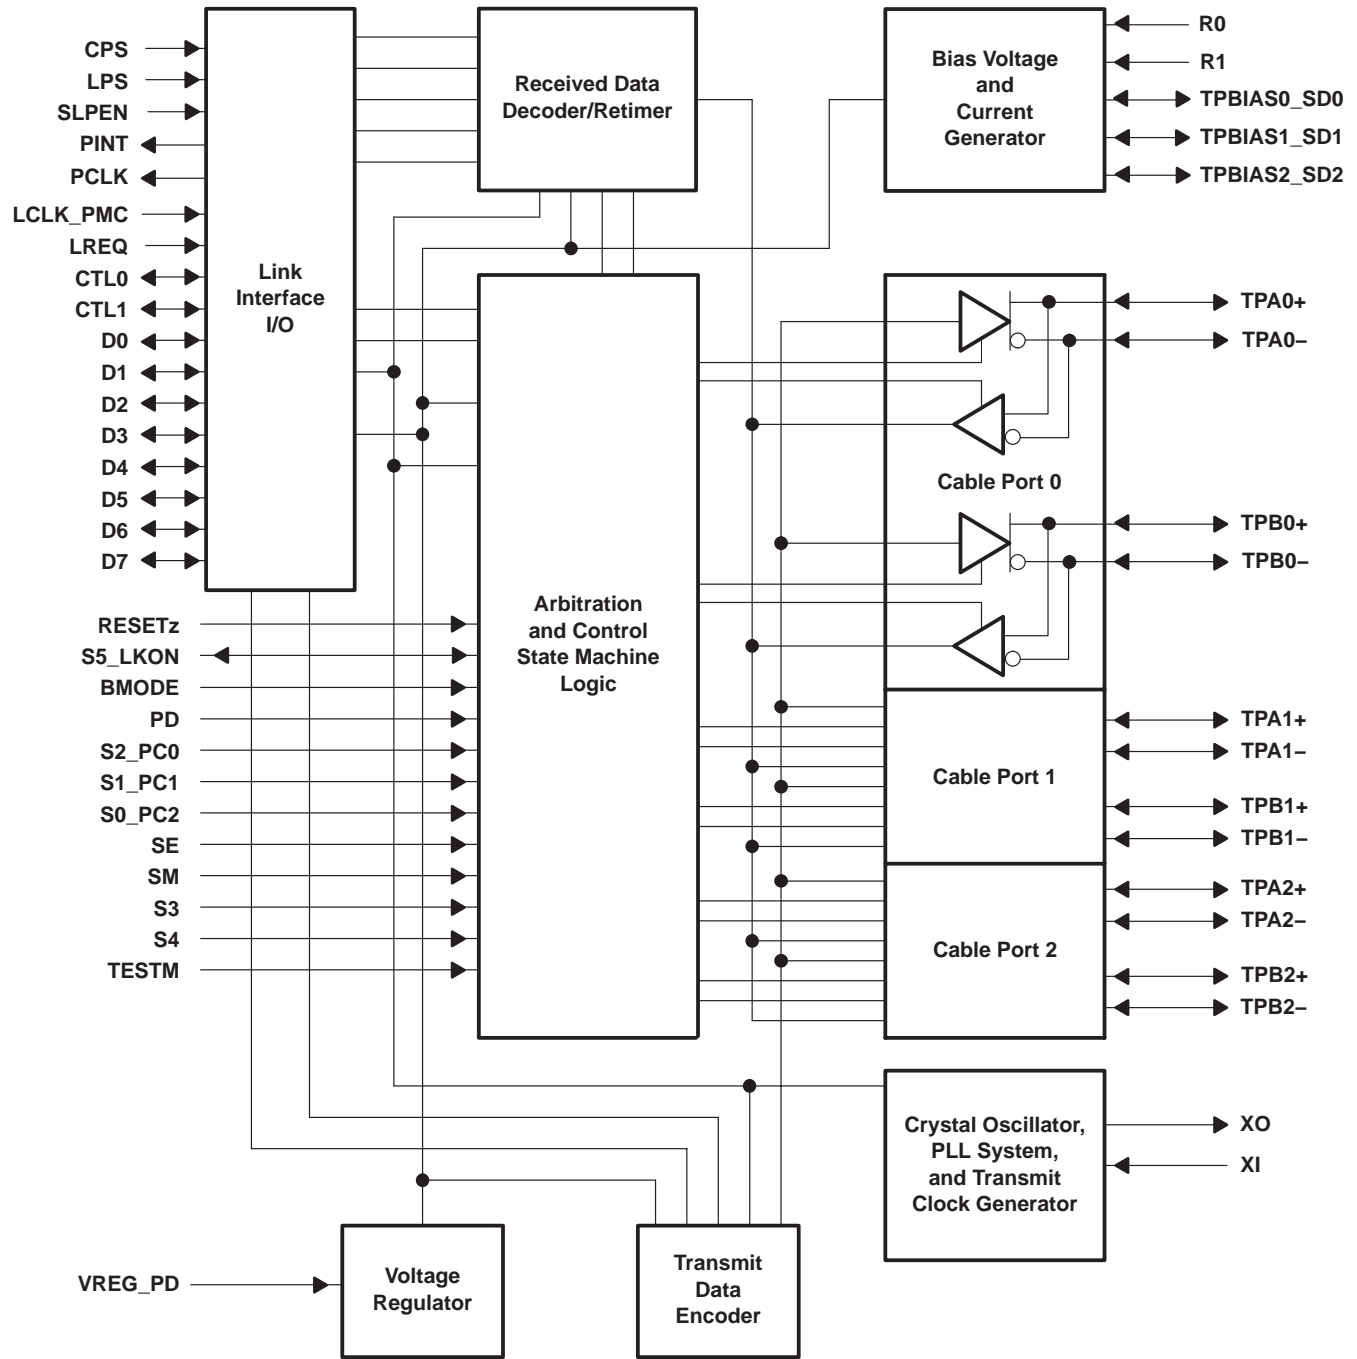 CPS
LPS
SLPEN
PINT
PCLK
LCLK_PMC
LREQ
CTL0
CTL1
D0
D1
D2
D3
D4
D5
D6
D7
RESETz
S5_LKON
BMODE
PD
S2_PC0
S1_PC1
S0_PC2
SE
SM
S3
S4
TESTM
VREG_PD
Link
Interface
I/O
Received Data
Decoder/Retimer
Arbitration
and Control
State Machine
Logic
Voltage
Regulator
Transmit
Data
Encoder
Bias Voltage
and
Current
Generator
Cable Port 0
Cable Port 1
Cable Port 2
Crystal Oscillator,
PLL System,
and Transmit
Clock Generator
R0
R1
TPBIAS0_SD0
TPBIAS1_SD1
TPBIAS2_SD2
TPA0+
TPA0–
TPB0+
TPB0–
TPA1+
TPA1–
TPB1+
TPB1–
TPA2+
TPA2–
TPB2+
TPB2–
XO
XI